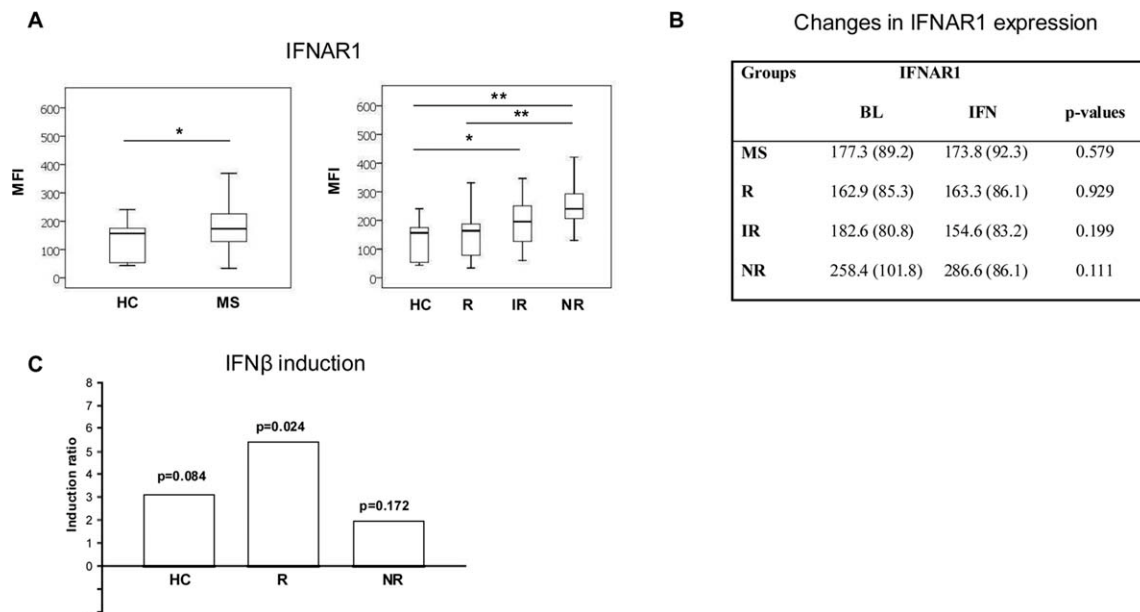 A
IFNAR1
MFI
600
500
400
300
200
100
0
*
HC MS
MFI
600
500
400
300
200
100
0
**
**
*
HC R IR NR
B
Changes in IFNAR1 expression
Groups IFNAR1
BL IFN p-values
MS 177.3 (89.2) 173.8 (92.3) 0.579
R 162.9 (85.3) 163.3 (86.1) 0.929
IR 182.6 (80.8) 154.6 (83.2) 0.199
NR 258.4 (101.8) 286.6 (86.1) 0.111
C
IFNβ induction
Induction ratio
8
7
6
5
4
3
2
1
0
p=0.084
p=0.024
p=0.172
HC R NR